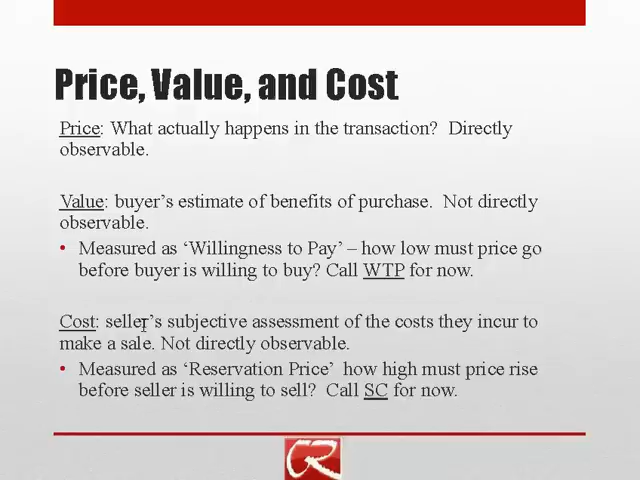 Price, Value, and Cost
Price: What actually happens in the transaction?  Directly
observable.
Value: buyer’s estimate of benefits of purchase.  Not directly
observable.
• Measured as ‘Willingness to Pay’ – how low must price go
before buyer is willing to buy? Call WTP for now.
Cost: seller’s subjective assessment of the costs they incur to
make a sale. Not directly observable.
• Measured as ‘Reservation Price’  how high must price rise
before seller is willing to sell?  Call SC for now.